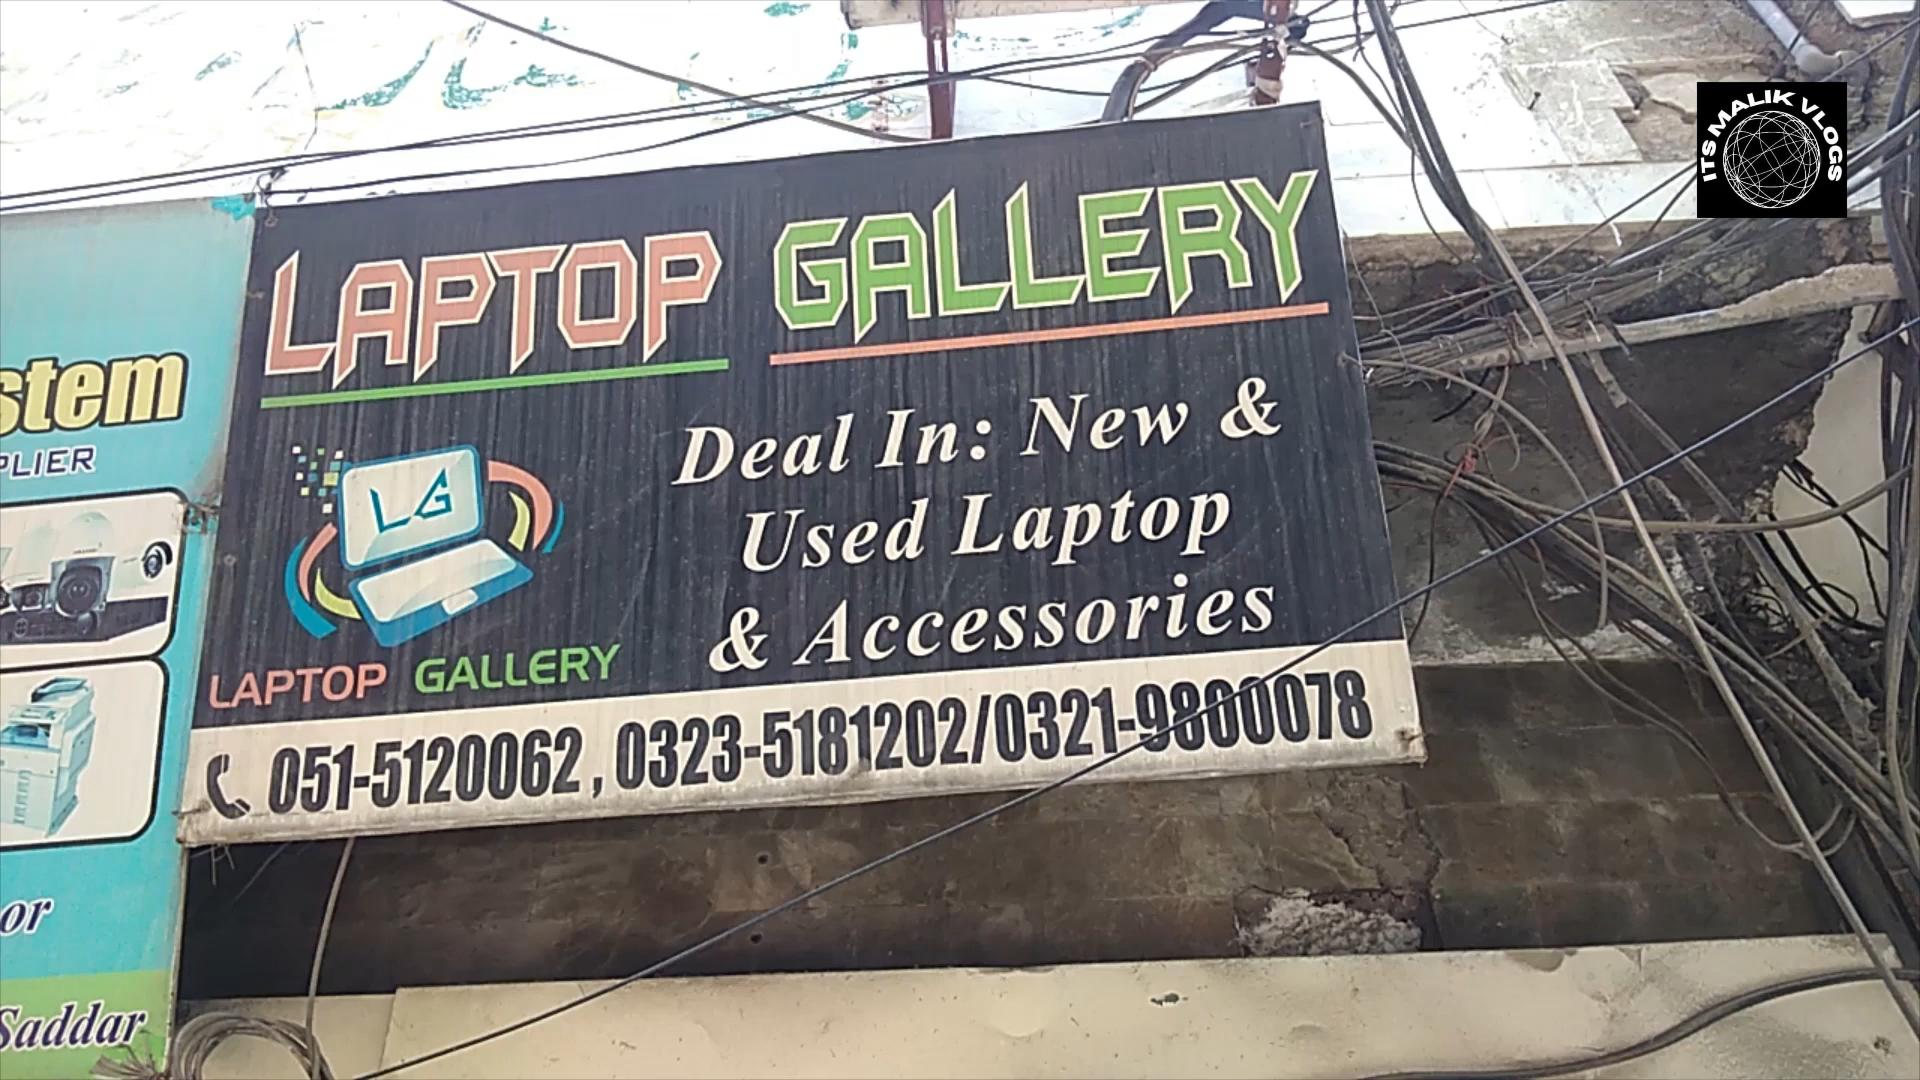 ITS MALIK VLOGS
LAPTOP GALLERY
Deal In: New &
Used Laptop
& Accessories
LG
LAPTOP GALLERY
051-5120062, 0323-5181202/0321-9800078
stem
PLIER
or
Saddar